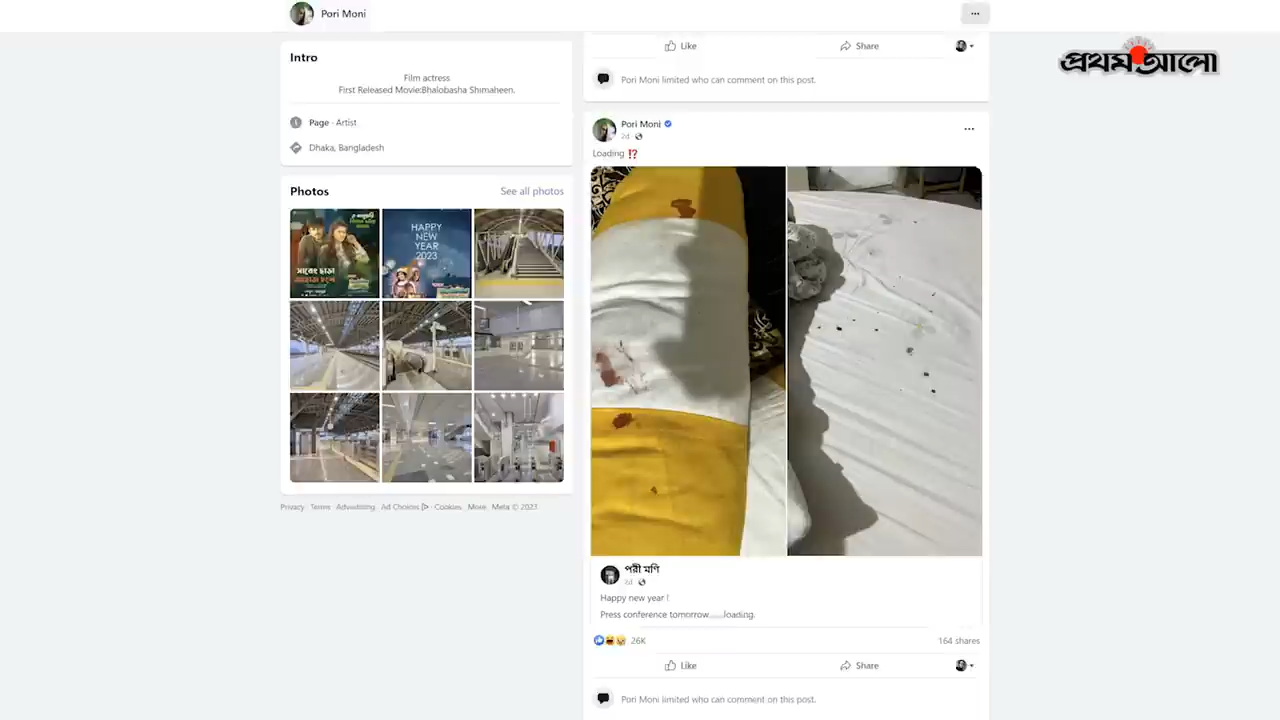 Pori Moni
Intro
Film actress
First Released Movie:Bhalobasha Shimaheen.
Page · Artist
Dhaka, Bangladesh
Photos
See all photos
HAPPY
NEW
YEAR
2023
Privacy · Terms · Advertising · Ad Choices · Cookies · More · Meta © 2023
Like
Share
Pori Moni limited who can comment on this post.
Pori Moni
2d
Loading ⁉️
পরী মণি
2d
Happy new year !
Press conference tomorrow......loading.
26K
164 shares
Like
Share
Pori Moni limited who can comment on this post.
প্রথম আলো